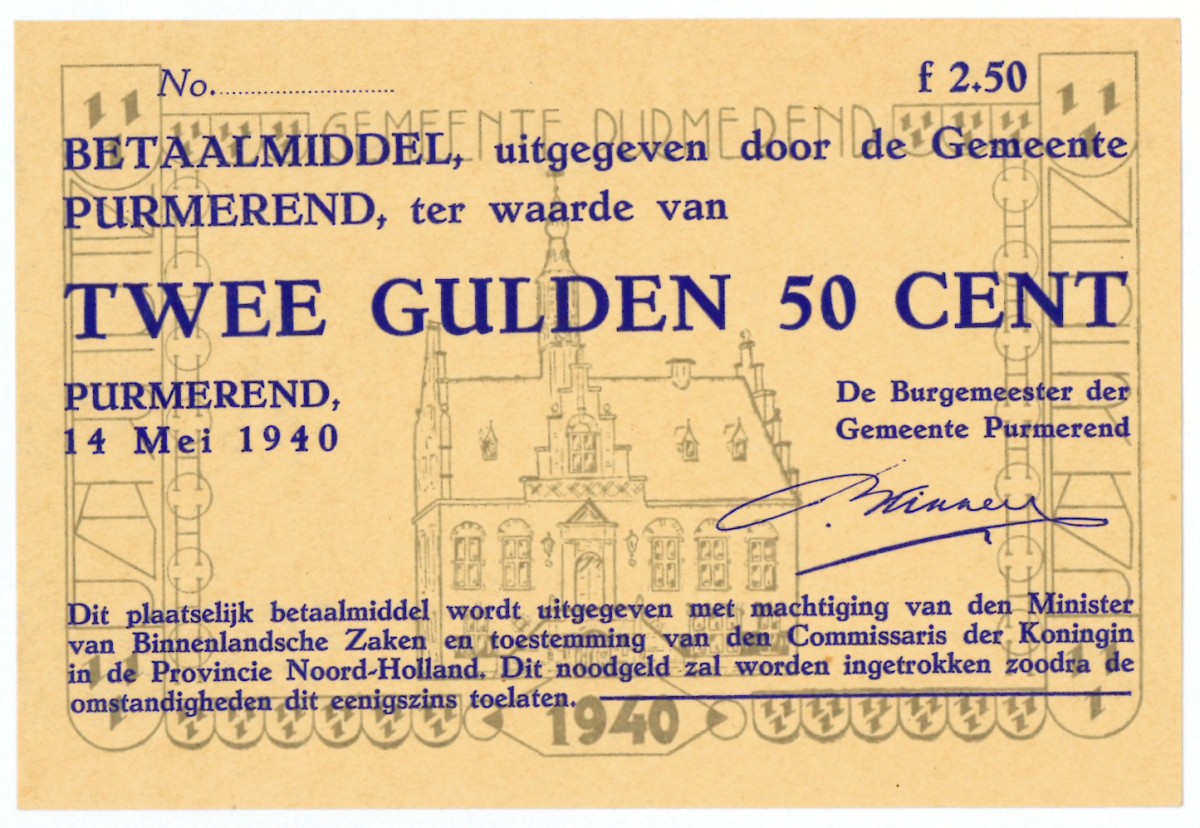 No.
f 2.50
GEMEENTE PURMEREND
BETAALMIDDEL, uitgegeven door de Gemeente
PURMEREND, ter waarde van
TWEE GULDEN 50 CENT
PURMEREND,
14 Mei 1940
De Burgemeester der
Gemeente Purmerend
Dit plaatselijk betaalmiddel wordt uitgegeven met machtiging van den Minister
van Binnenlandsche Zaken en toestemming van den Commissaris der Koningin
in de Provincie Noord-Holland. Dit noodgeld zal worden ingetrokken zoodra de
omstandigheden dit eenigszins toelaten.
1940